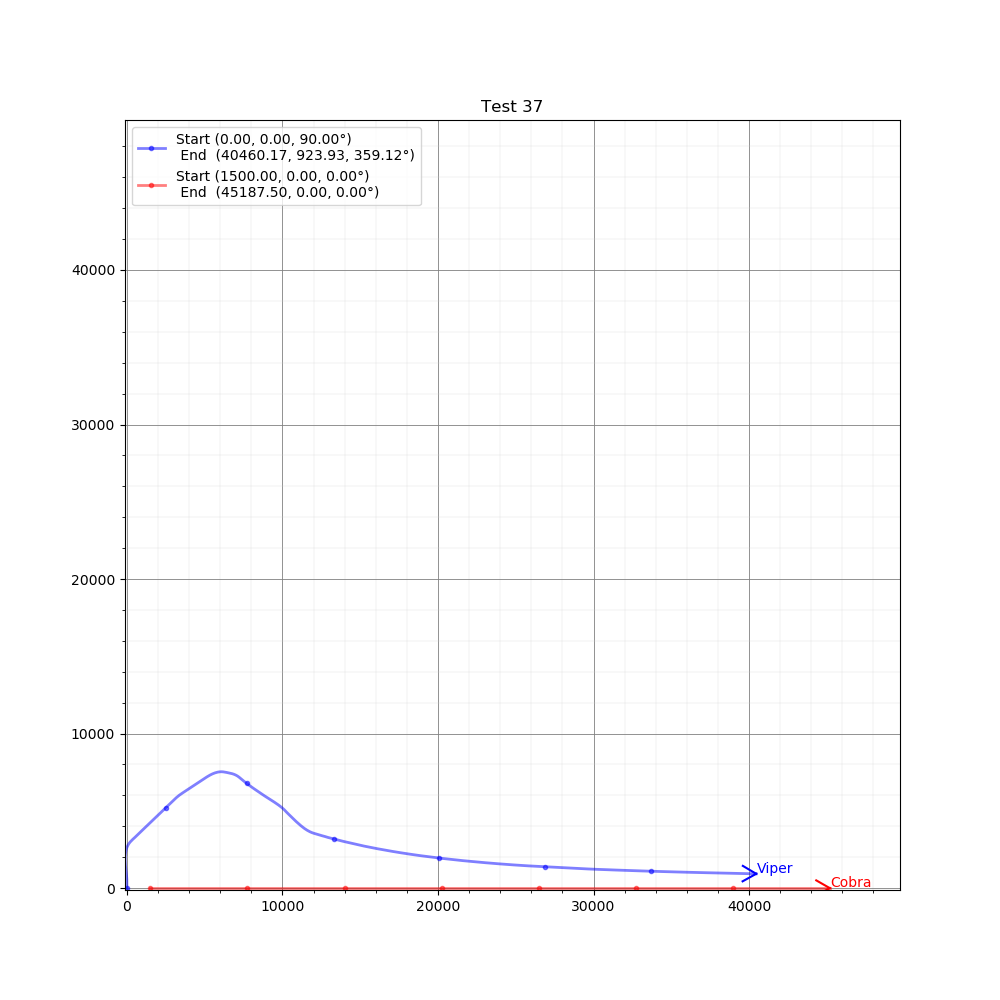 Test 37
Start (0.00, 0.00, 90.00°)
End (40460.17, 923.93, 359.12°)
Start (1500.00, 0.00, 0.00°)
End (45187.50, 0.00, 0.00°)
40000
30000
20000
10000
0
Viper
Cobra
0 10000 20000 30000 40000